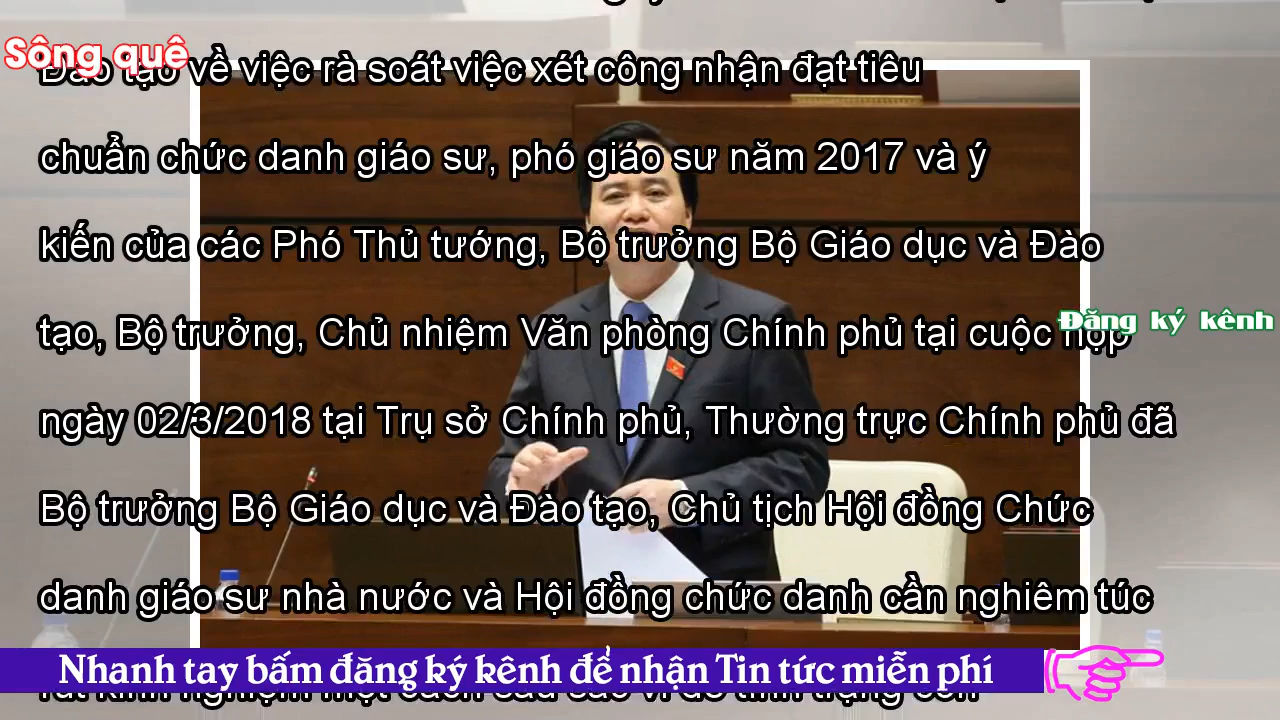 Sông quê
Đào tạo về việc rà soát việc xét công nhận đạt tiêu
chuẩn chức danh giáo sư, phó giáo sư năm 2017 và ý
kiến của các Phó Thủ tướng, Bộ trưởng Bộ Giáo dục và Đào
tạo, Bộ trưởng, Chủ nhiệm Văn phòng Chính phủ tại cuộc họp
Đăng ký kênh
ngày 02/3/2018 tại Trụ sở Chính phủ, Thường trực Chính phủ đã
Bộ trưởng Bộ Giáo dục và Đào tạo, Chủ tịch Hội đồng Chức
danh giáo sư nhà nước và Hội đồng chức danh cần nghiêm túc
Nhanh tay bấm đăng ký kênh để nhận Tin tức miễn phí